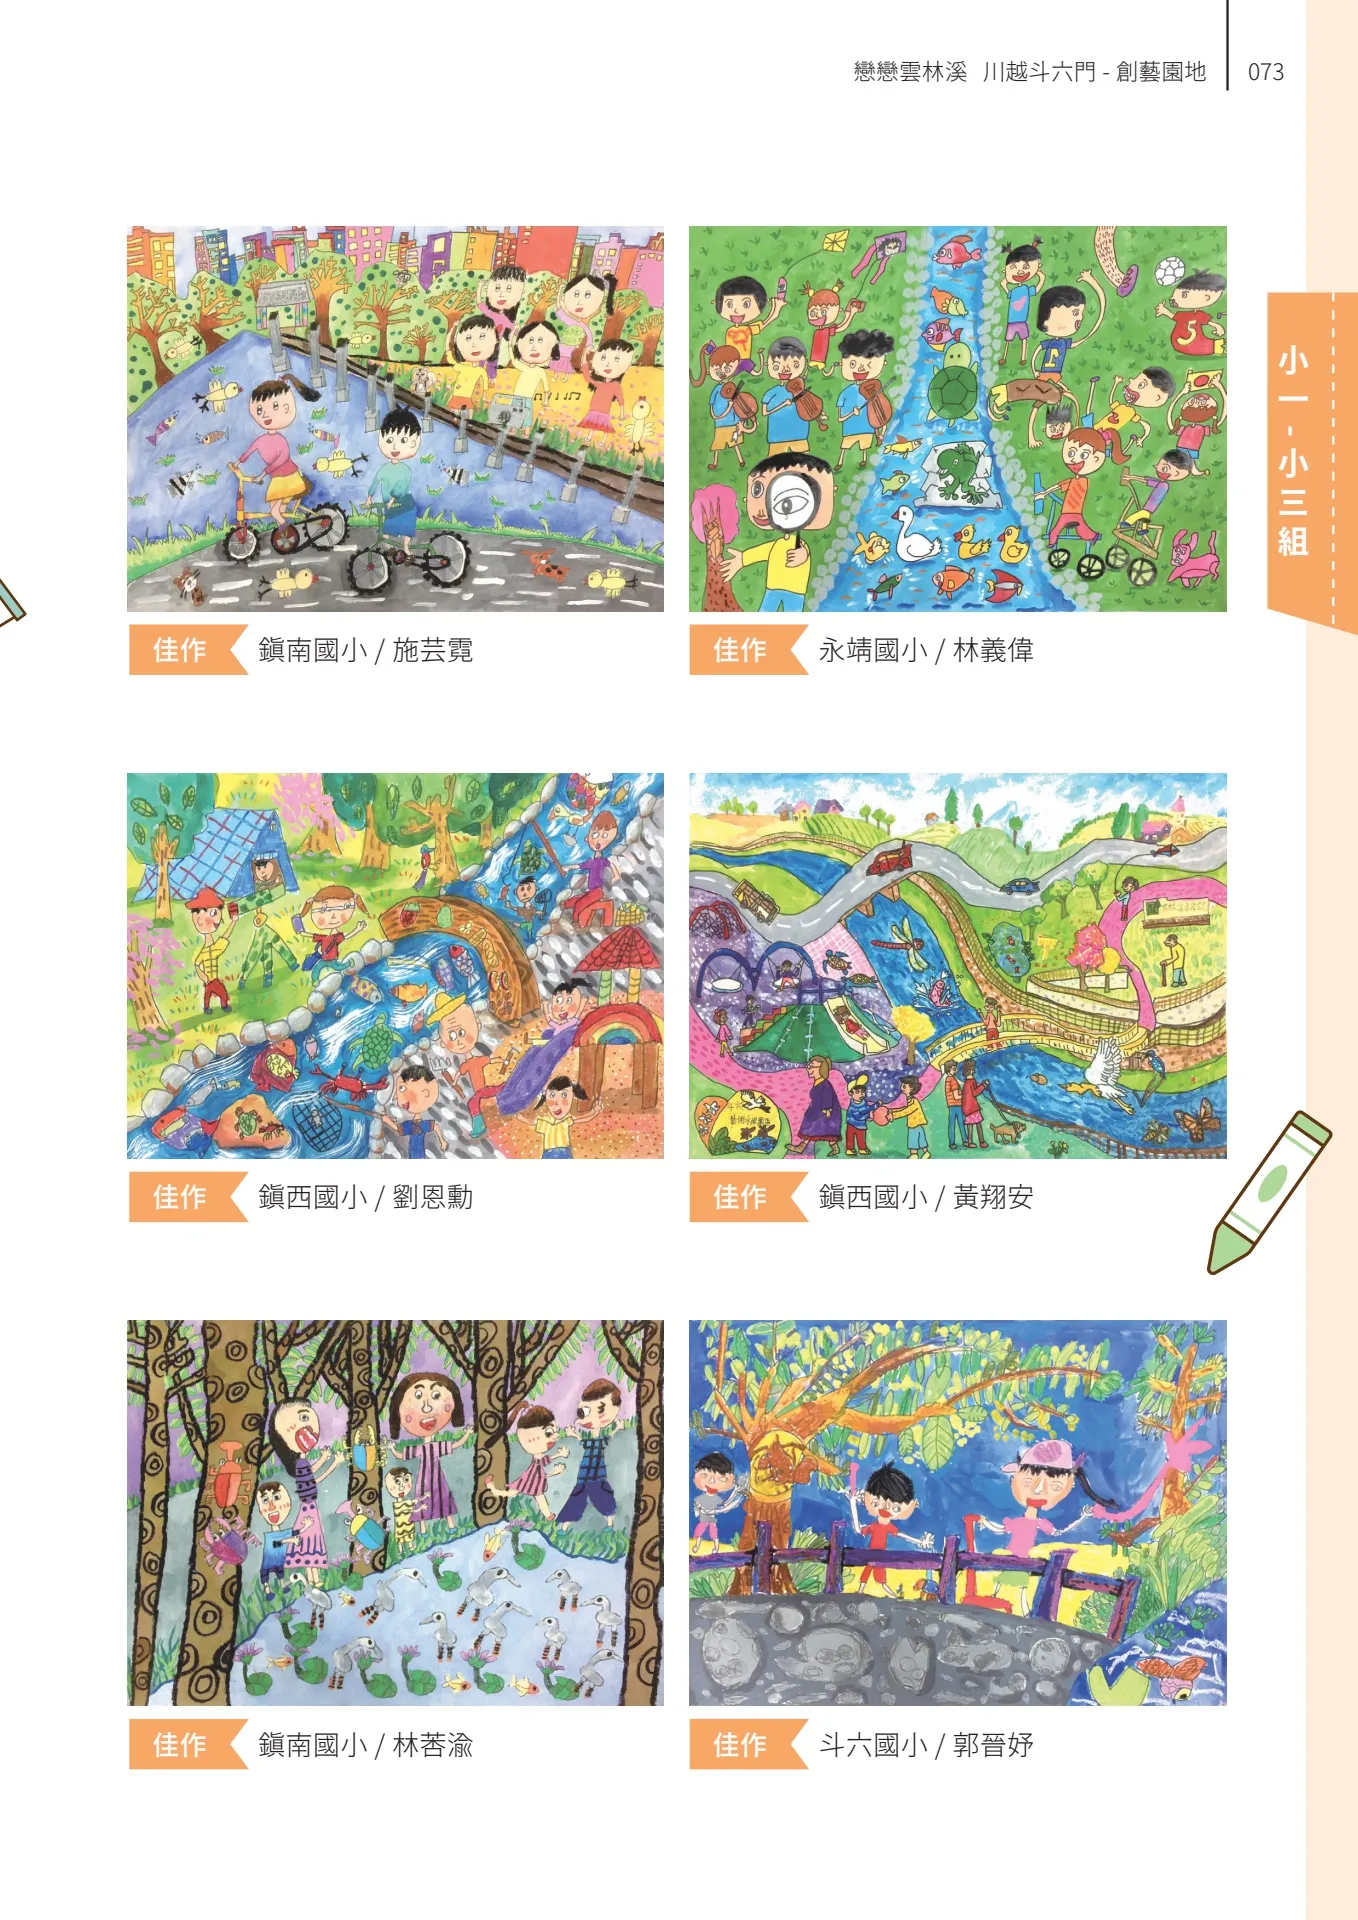 戀戀雲林溪 川越斗六門 - 創藝園地
073
小一-小三組
佳作 鎮南國小 / 施芸霓
佳作 永靖國小 / 林義偉
佳作 鎮西國小 / 劉恩勳
佳作 鎮西國小 / 黃翔安
佳作 鎮南國小 / 林莕渝
佳作 斗六國小 / 郭晉妤